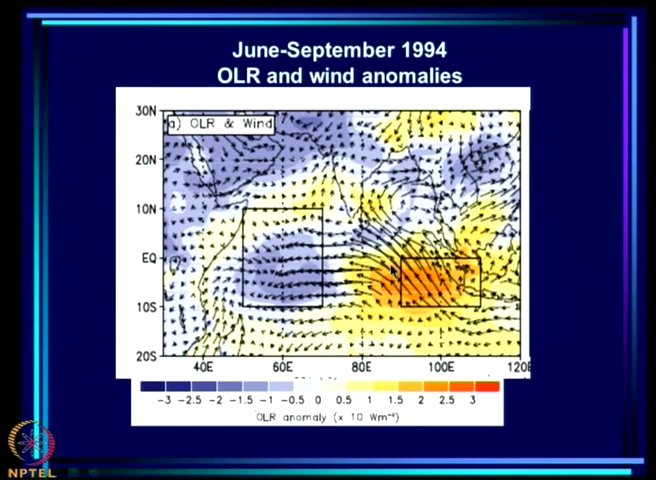 June-September 1994
OLR and wind anomalies
a) OLR & Wind
30N
20N
10N
EQ
10S
20S
40E 60E 80E 100E 120E
-3 -2.5 -2 -1.5 -1 -0.5 0 0.5 1 1.5 2 2.5 3
OLR anomaly (x 10 Wm⁻²)
NPTEL